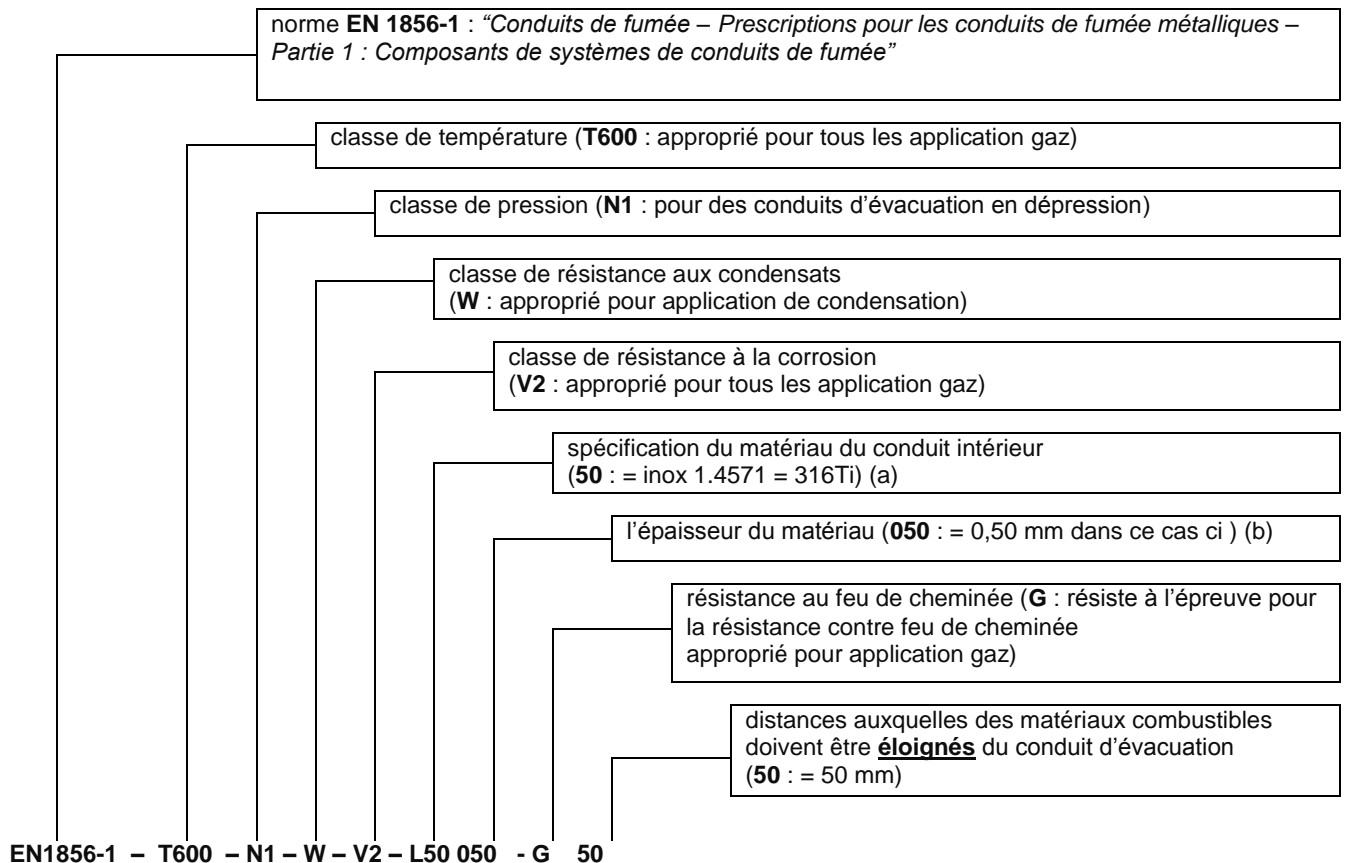 norme EN 1856-1 : “Conduits de fumée – Prescriptions pour les conduits de fumée métalliques –
Partie 1 : Composants de systèmes de conduits de fumée”
classe de température (T600 : approprié pour tous les application gaz)
classe de pression (N1 : pour des conduits d’évacuation en dépression)
classe de résistance aux condensats
(W : approprié pour application de condensation)
classe de résistance à la corrosion
(V2 : approprié pour tous les application gaz)
spécification du matériau du conduit intérieur
(50 : = inox 1.4571 = 316Ti) (a)
l’épaisseur du matériau (050 : = 0,50 mm dans ce cas ci ) (b)
résistance au feu de cheminée (G : résiste à l’épreuve pour
la résistance contre feu de cheminée
approprié pour application gaz)
distances auxquelles des matériaux combustibles
doivent être éloignés du conduit d’évacuation
(50 : = 50 mm)
EN1856-1 – T600 – N1 – W – V2 – L50 050 - G 50